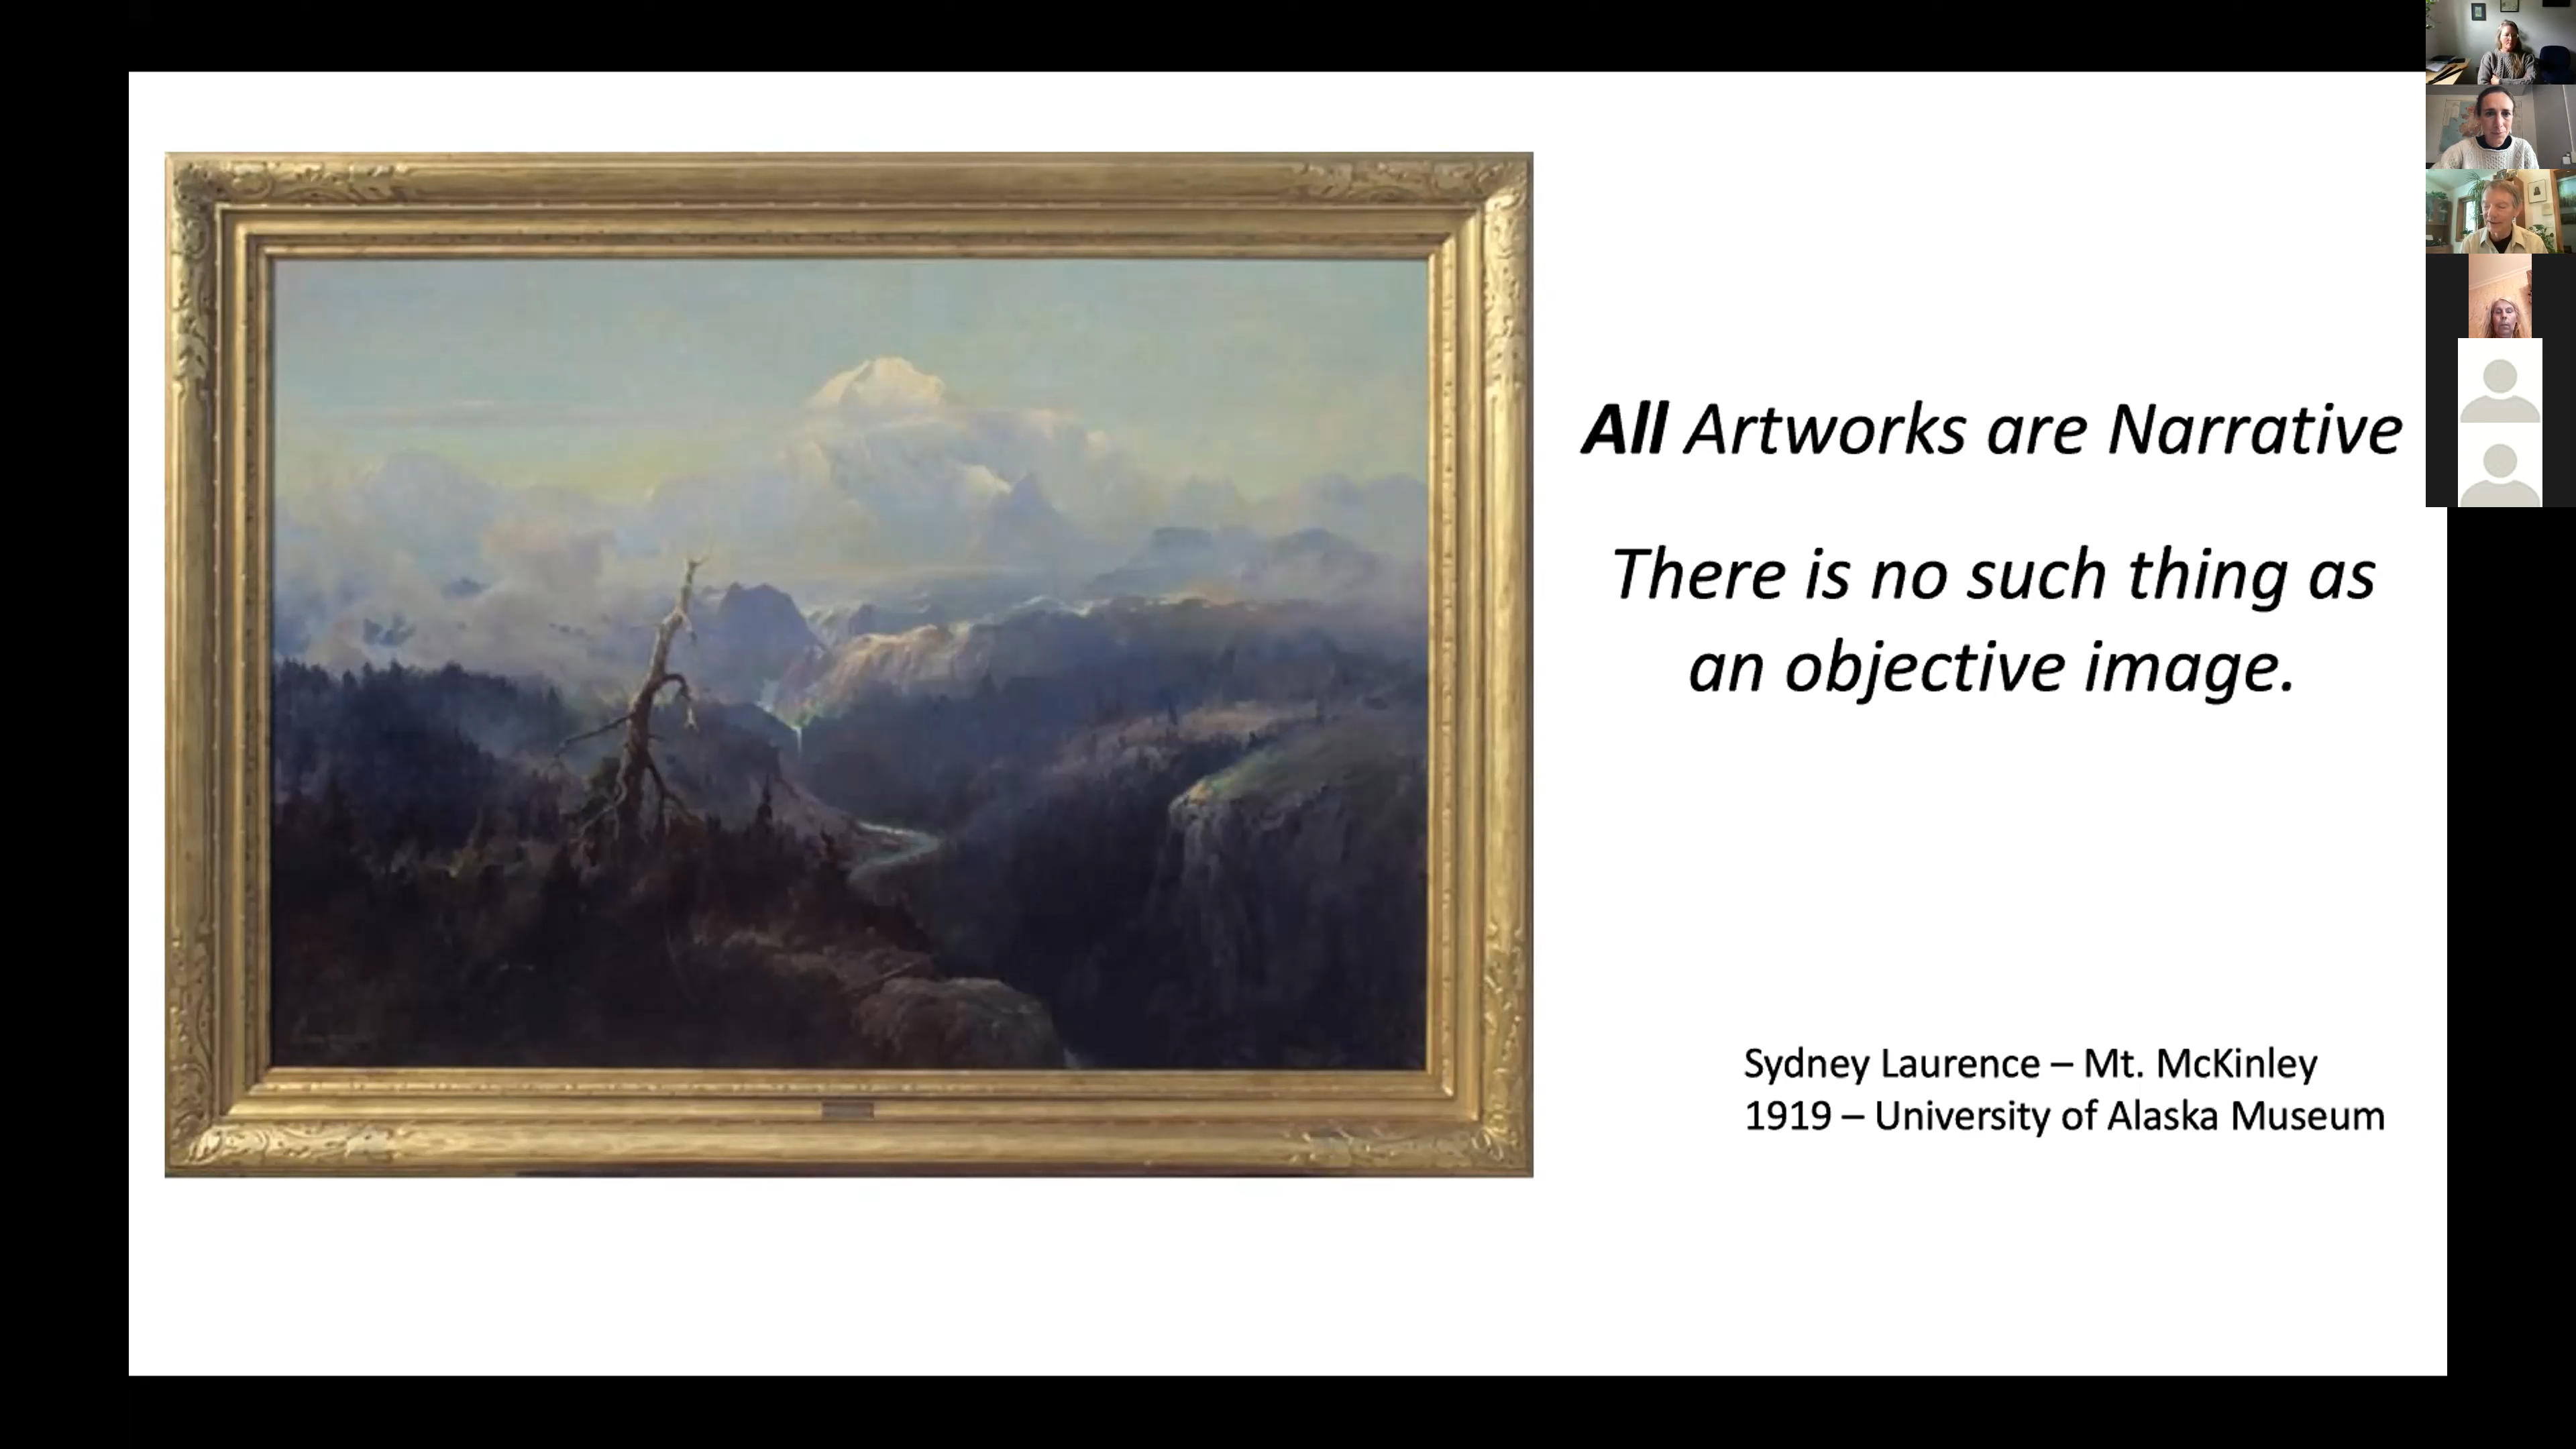 All Artworks are Narrative
There is no such thing as
an objective image.
Sydney Laurence – Mt. McKinley
1919 – University of Alaska Museum